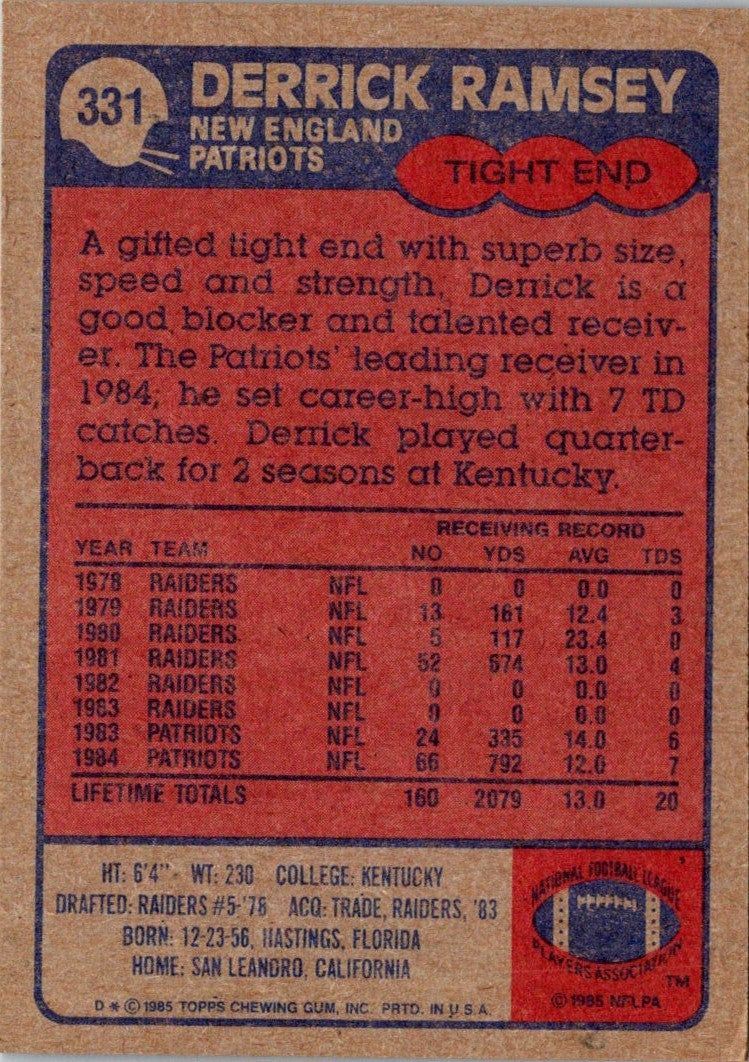 331
DERRICK RAMSEY
NEW ENGLAND
PATRIOTS
TIGHT END
A gifted tight end with superb size,
speed and strength, Derrick is a
good blocker and talented receiv-
er. The Patriots' leading receiver in
1984; he set career-high with 7 TD
catches. Derrick played quarter-
back for 2 seasons at Kentucky.
RECEIVING RECORD
YEAR TEAM NO YDS AVG TDS
1978 RAIDERS NFL 0 0 0.0 0
1979 RAIDERS NFL 13 161 12.4 3
1980 RAIDERS NFL 5 117 23.4 0
1981 RAIDERS NFL 52 674 13.0 4
1982 RAIDERS NFL 0 0 0.0 0
1983 RAIDERS NFL 0 0 0.0 0
1983 PATRIOTS NFL 24 335 14.0 6
1984 PATRIOTS NFL 66 792 12.0 7
LIFETIME TOTALS 160 2079 13.0 20
HT: 6'4" WT: 230 COLLEGE: KENTUCKY
DRAFTED: RAIDERS #5-'78 ACQ: TRADE, RAIDERS, '83
BORN: 12-23-56, HASTINGS, FLORIDA
HOME: SAN LEANDRO, CALIFORNIA
D * © 1985 TOPPS CHEWING GUM, INC. PRTD. IN U.S.A.
NATIONAL FOOTBALL LEAGUE
PLAYERS ASSOCIATION
TM
© 1985 NFLPA